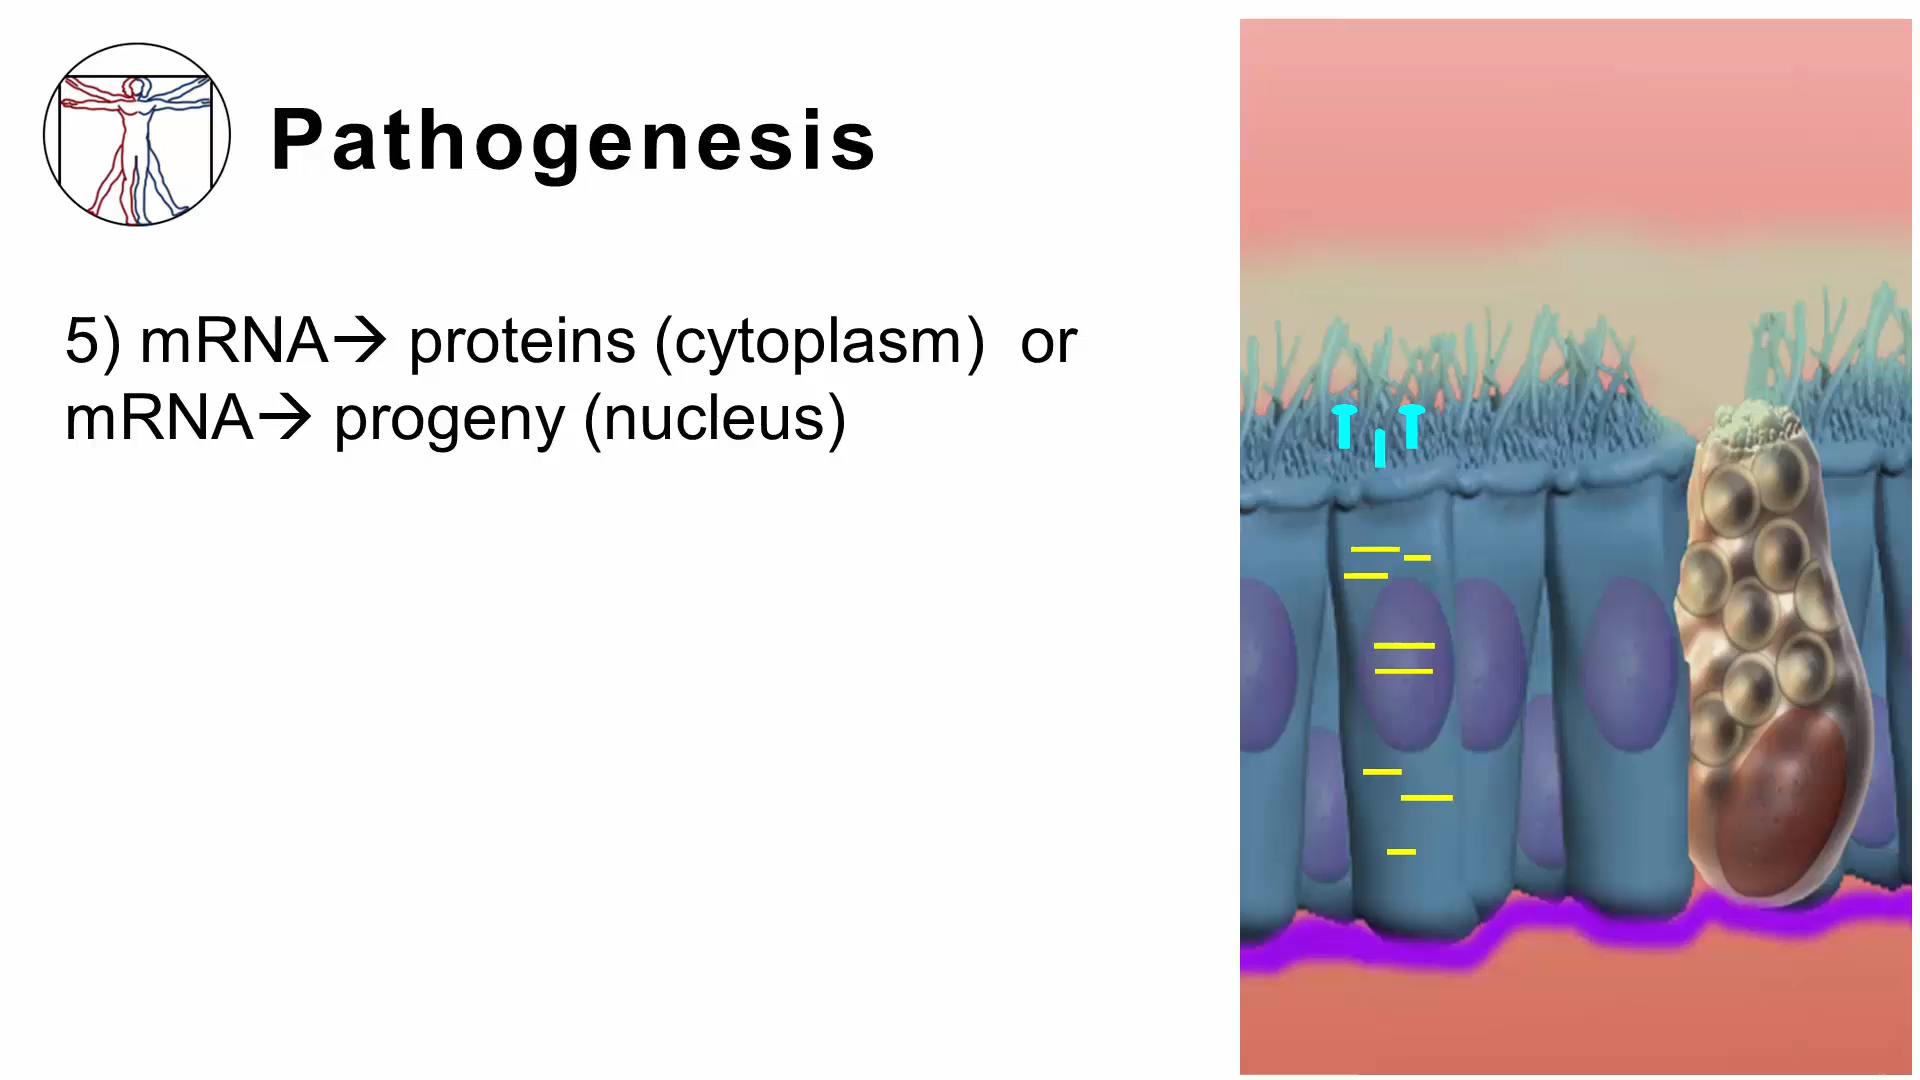 Pathogenesis
5) mRNA→ proteins (cytoplasm) or
mRNA→ progeny (nucleus)